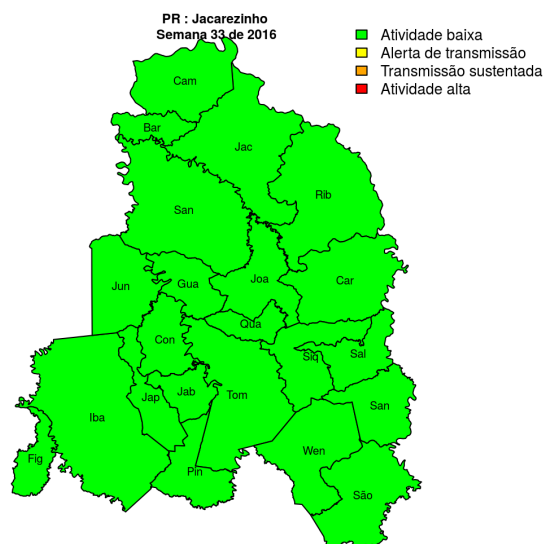 PR : Jacarezinho
Semana 33 de 2016
Atividade baixa
Alerta de transmissão
Transmissão sustentada
Atividade alta
Cam
Bar
Jac
Rib
San
Jun
Gua
Joa
Car
Qua
Con
Siq
Sal
Jap
Jab
Tom
San
Iba
Wen
Fig
Pin
São